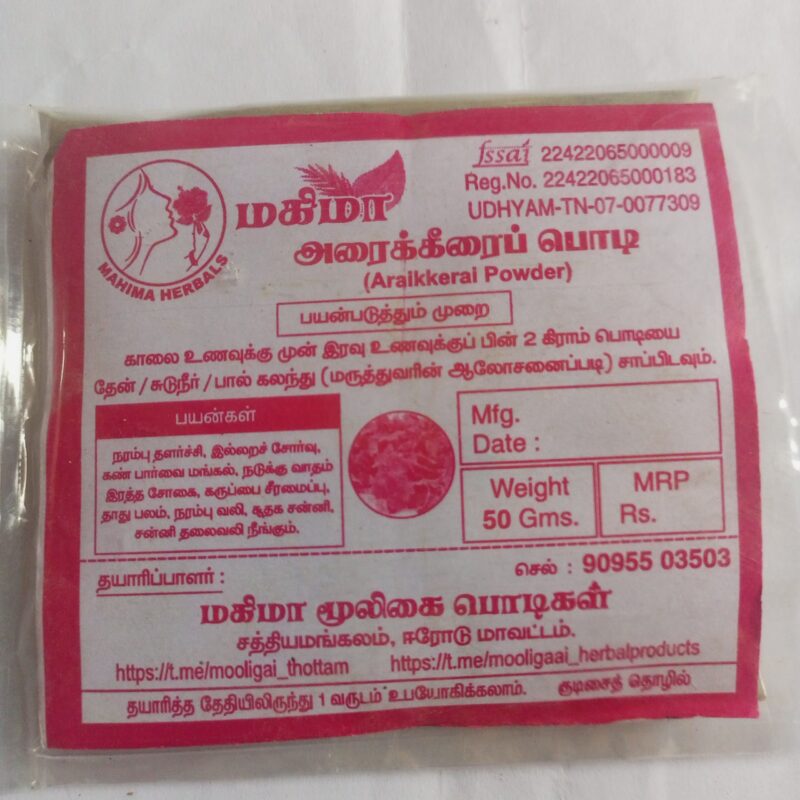 fssai 22422065000009
Reg.No. 22422065000183
UDHYAM-TN-07-0077309
MAHIMA HERBALS
மகிமா
அரைக்கீரைப் பொடி
(Araikkerai Powder)
பயன்படுத்தும் முறை
காலை உணவுக்கு முன் இரவு உணவுக்குப் பின் 2 கிராம் பொடியை
தேன் / சுடுநீர் / பால் கலந்து (மருத்துவரின் ஆலோசனைப்படி) சாப்பிடவும்.
பயன்கள்
நரம்பு தளர்ச்சி, இல்லறச் சோர்வு,
கண் பார்வை மங்கல், நடுக்கு வாதம்
இரத்த சோகை, கருப்பை சீரமைப்பு,
தாது பலம், நரம்பு வலி, சூதக சன்னி,
சன்னி தலைவலி நீங்கும்.
Mfg.
Date :
Weight
50 Gms.
MRP
Rs.
தயாரிப்பாளர் :
செல் : 90955 03503
மகிமா மூலிகை பொடிகள்
சத்தியமங்கலம், ஈரோடு மாவட்டம்.
https://t.me/mooligai_thottam https://t.me/mooligaai_herbalproducts
தயாரித்த தேதியிலிருந்து 1 வருடம் உபயோகிக்கலாம். குடிசைத் தொழில்